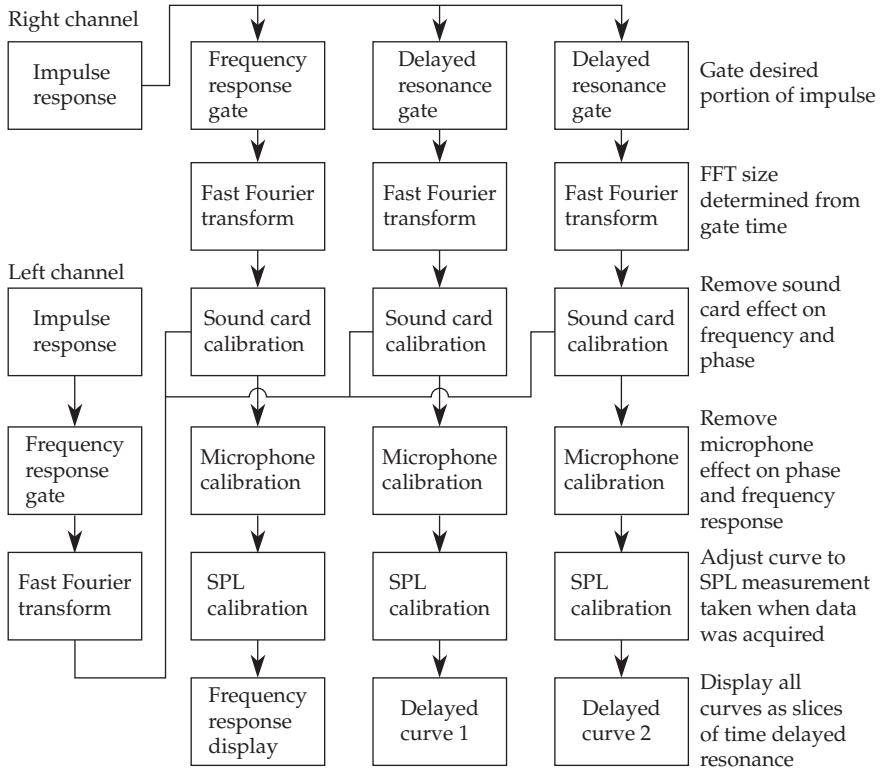 Right channel
Impulse
response
Frequency
response
gate
Delayed
resonance
gate
Delayed
resonance
gate
Gate desired
portion of impulse
Fast Fourier
transform
Fast Fourier
transform
Fast Fourier
transform
FFT size
determined from
gate time
Left channel
Impulse
response
Sound card
calibration
Sound card
calibration
Sound card
calibration
Remove sound
card effect on
frequency and
phase
Frequency
response
gate
Microphone
calibration
Microphone
calibration
Microphone
calibration
Remove
microphone
effect on phase
and frequency
response
Fast Fourier
transform
SPL
calibration
SPL
calibration
SPL
calibration
Adjust curve to
SPL measurement
taken when data
was acquired
Frequency
response
display
Delayed
curve 1
Delayed
curve 2
Display all
curves as slices
of time delayed
resonance